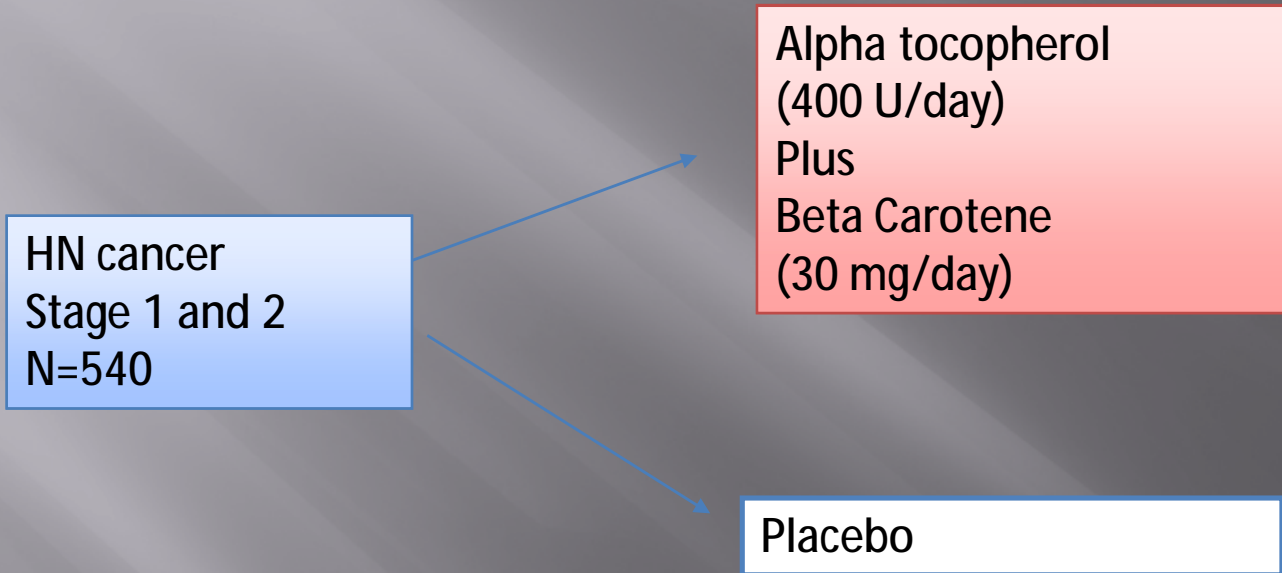 Alpha tocopherol
(400 U/day)
Plus
Beta Carotene
(30 mg/day)
HN cancer
Stage 1 and 2
N=540
Placebo